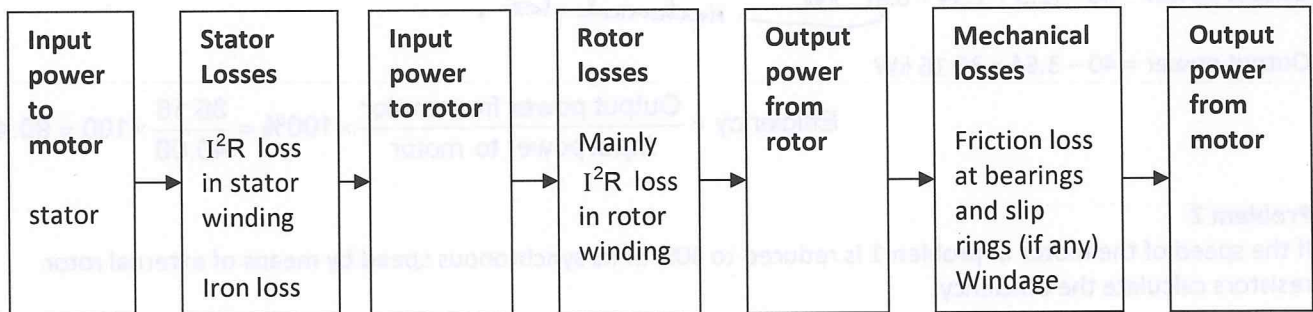 Input
power
to
motor
stator
Stator
Losses
I²R loss
in stator
winding
Iron loss
Input
power
to rotor
Rotor
losses
Mainly
I²R loss
in rotor
winding
Output
power
from
rotor
Mechanical
losses
Friction loss
at bearings
and slip
rings (if any)
Windage
Output
power
from
motor